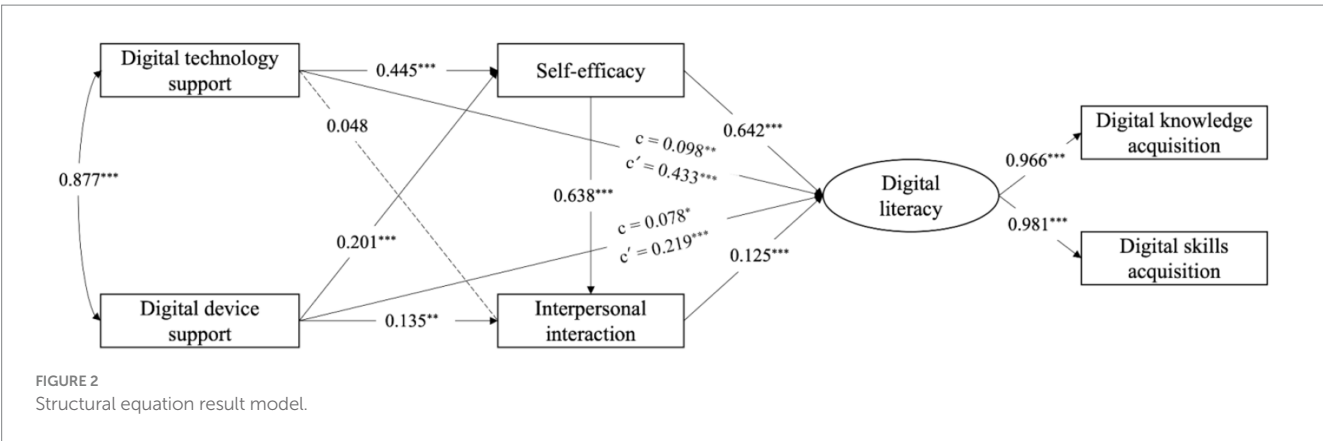 Digital technology
support
0.445***
Self-efficacy
0.048
0.642***
Digital knowledge
acquisition
c = 0.098**
c′ = 0.433***
0.966***
0.877***
0.638***
Digital
literacy
0.981***
0.201***
c = 0.078*
c′ = 0.219***
0.125***
Digital skills
acquisition
Digital device
support
0.135**
Interpersonal
interaction
FIGURE 2
Structural equation result model.